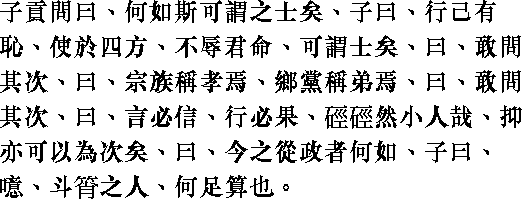 子貢問曰、何如斯可謂之士矣、子曰、行己有
恥、使於四方、不辱君命、可謂士矣、曰、敢問
其次、曰、宗族稱孝焉、鄉黨稱弟焉、曰、敢問
其次、曰、言必信、行必果、硜硜然小人哉、抑
亦可以為次矣、曰、今之從政者何如、子曰、
噫、斗筲之人、何足算也。